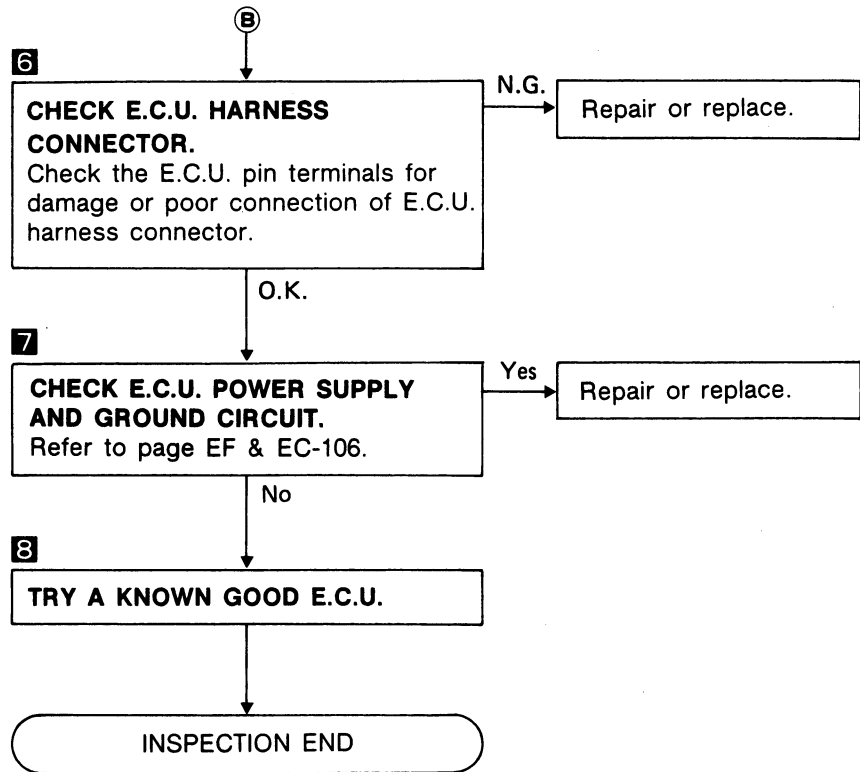 B
6
CHECK E.C.U. HARNESS
CONNECTOR.
Check the E.C.U. pin terminals for
damage or poor connection of E.C.U.
harness connector.
N.G.
Repair or replace.
O.K.
7
CHECK E.C.U. POWER SUPPLY
AND GROUND CIRCUIT.
Refer to page EF & EC-106.
Yes
Repair or replace.
No
8
TRY A KNOWN GOOD E.C.U.
INSPECTION END